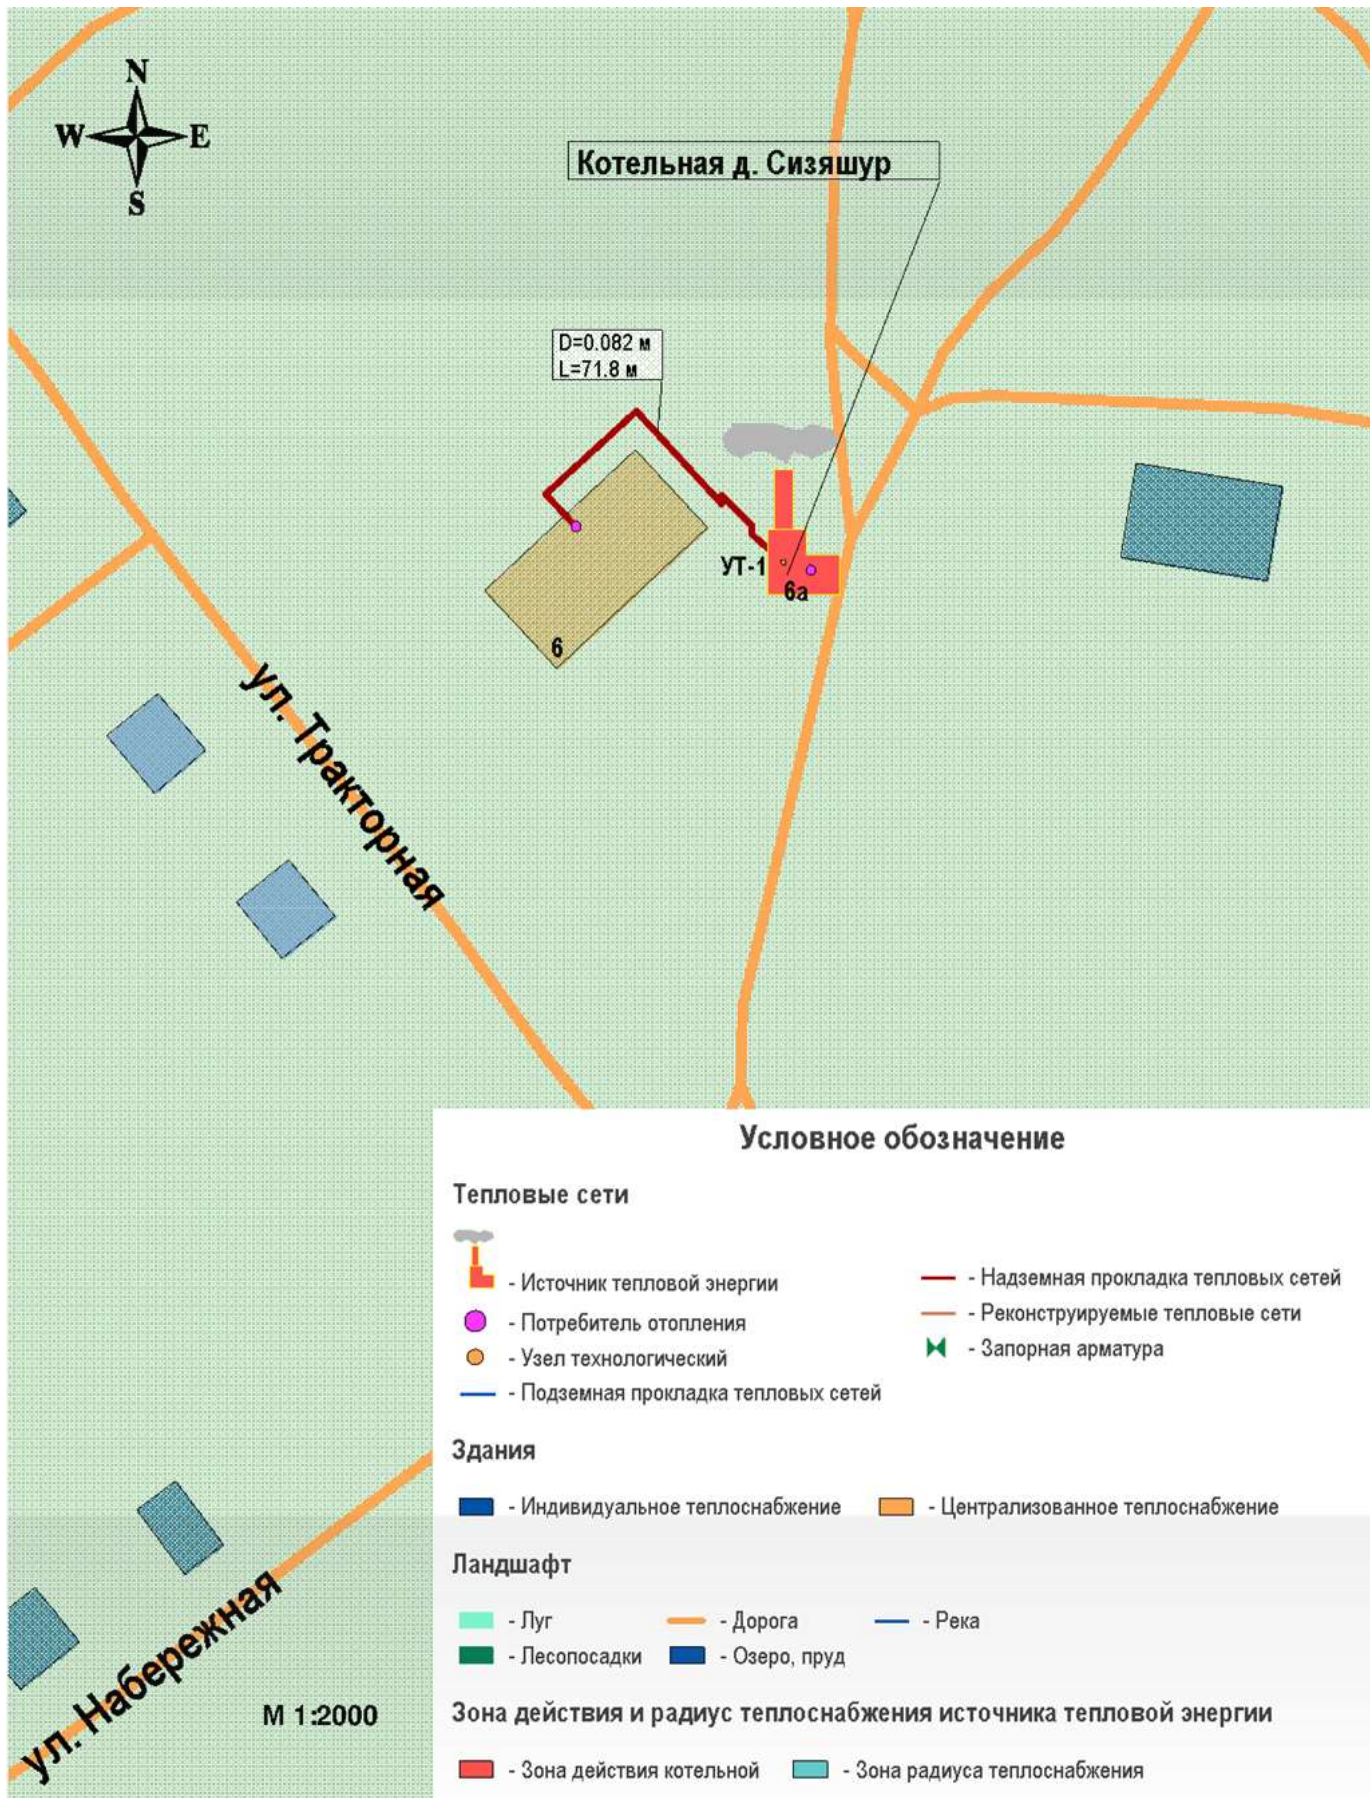 N
W E
S
Котельная д. Сизяшур
D=0.082 м
L=71.8 м
УТ-1
6а
6
ул. Тракторная
ул. Набережная
М 1:2000
Условное обозначение
Тепловые сети
- Источник тепловой энергии
- Потребитель отопления
- Узел технологический
- Подземная прокладка тепловых сетей
- Надземная прокладка тепловых сетей
- Реконструируемые тепловые сети
- Запорная арматура
Здания
- Индивидуальное теплоснабжение - Централизованное теплоснабжение
Ландшафт
- Луг - Дорога - Река
- Лесопосадки - Озеро, пруд
Зона действия и радиус теплоснабжения источника тепловой энергии
- Зона действия котельной - Зона радиуса теплоснабжения